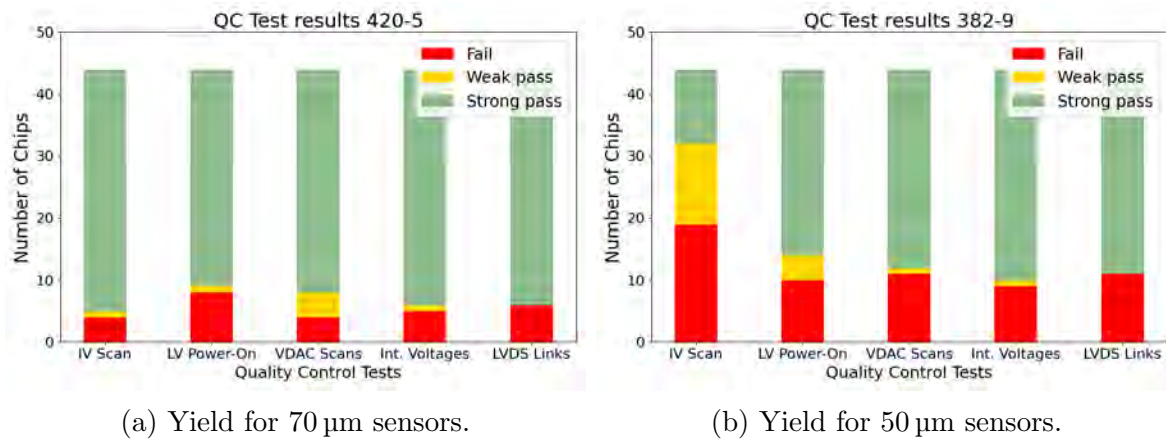 QC Test results 420-5
50
40
30
20
10
0
Number of Chips
Fail
Weak pass
Strong pass
IV Scan LV Power-On VDAC Scans Int. Voltages LVDS Links
Quality Control Tests
(a) Yield for 70 µm sensors.
QC Test results 382-9
50
40
30
20
10
0
Number of Chips
Fail
Weak pass
Strong pass
IV Scan LV Power-On VDAC Scans Int. Voltages LVDS Links
Quality Control Tests
(b) Yield for 50 µm sensors.